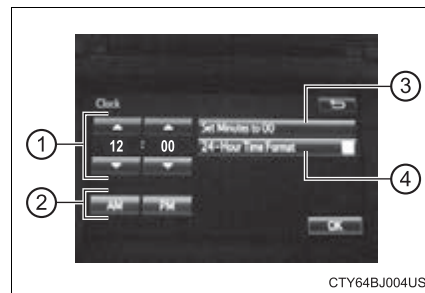 Clock
Set Minutes to 00
12 : 00
24-Hour Time Format
AM PM
OK
1
2
3
4
CTY64BJ004US